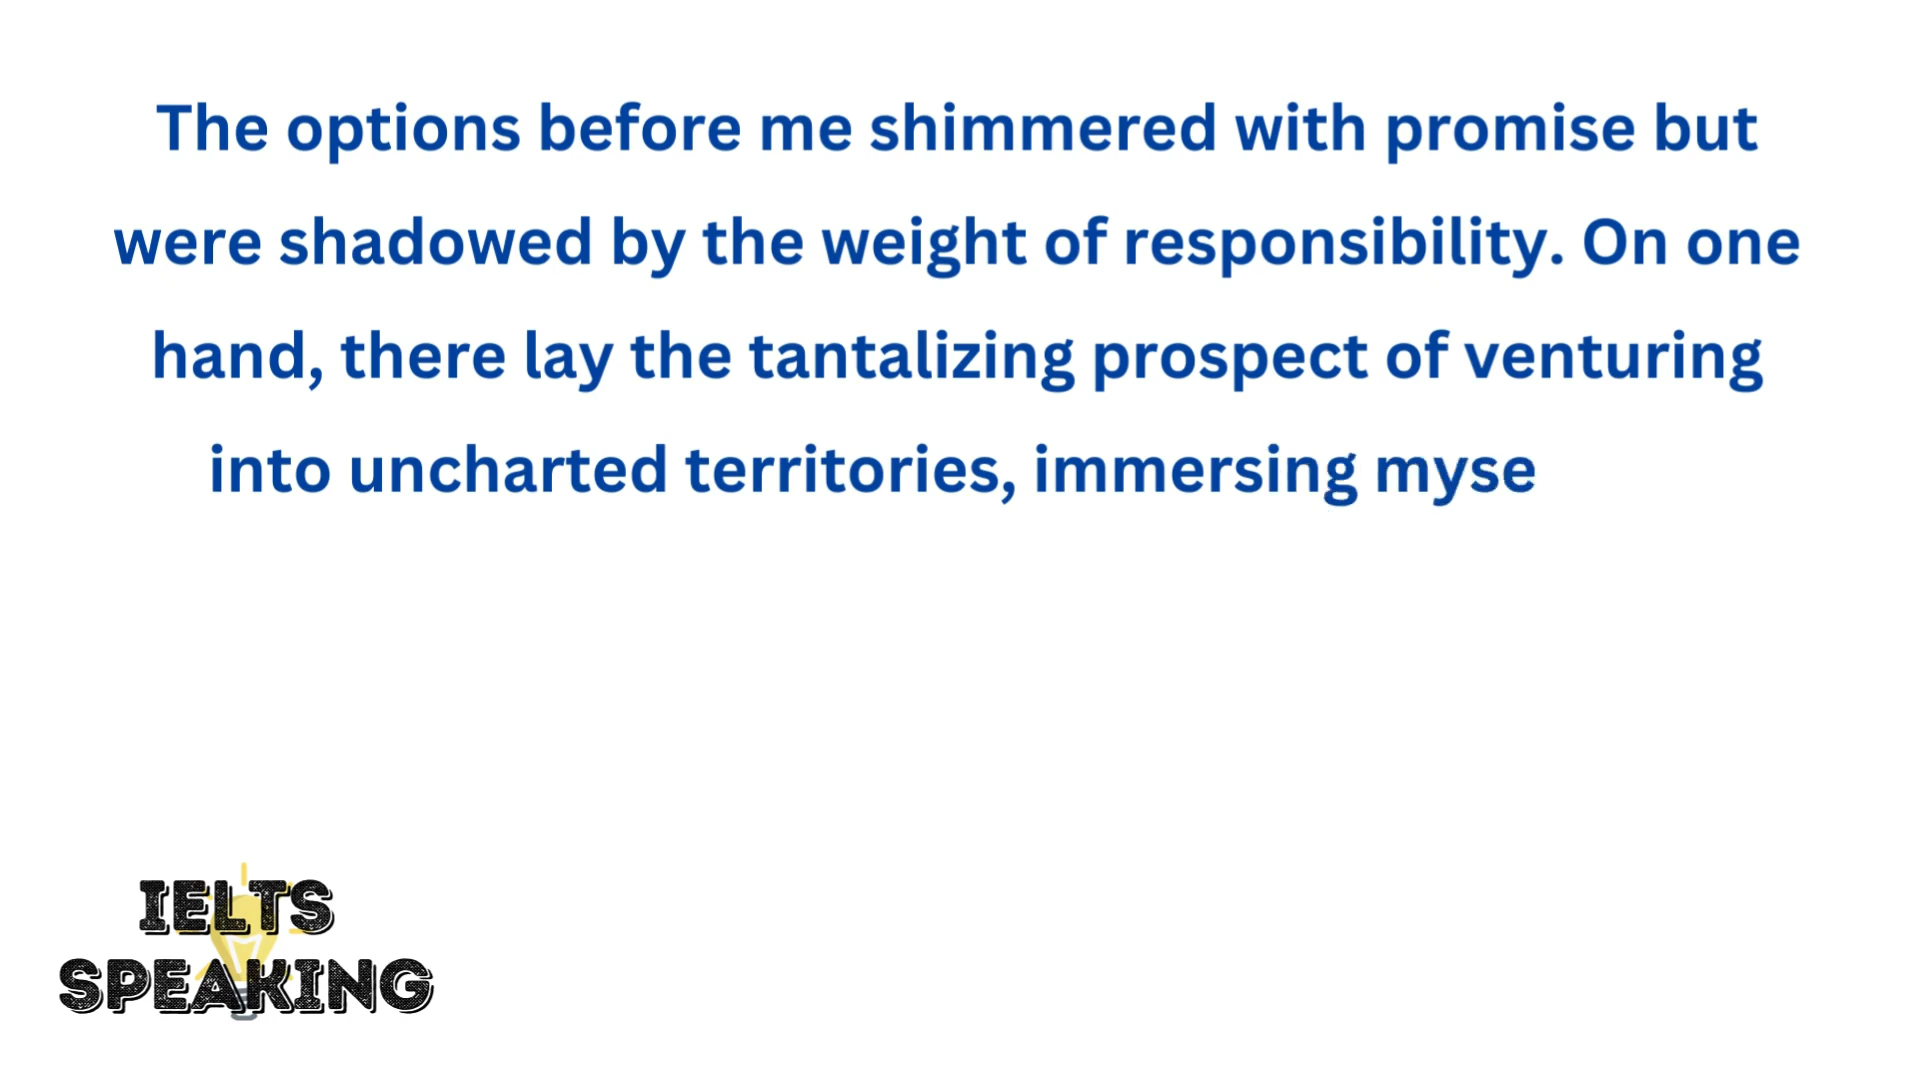 The options before me shimmered with promise but
were shadowed by the weight of responsibility. On one
hand, there lay the tantalizing prospect of venturing
into uncharted territories, immersing myse
IELTS
SPEAKING